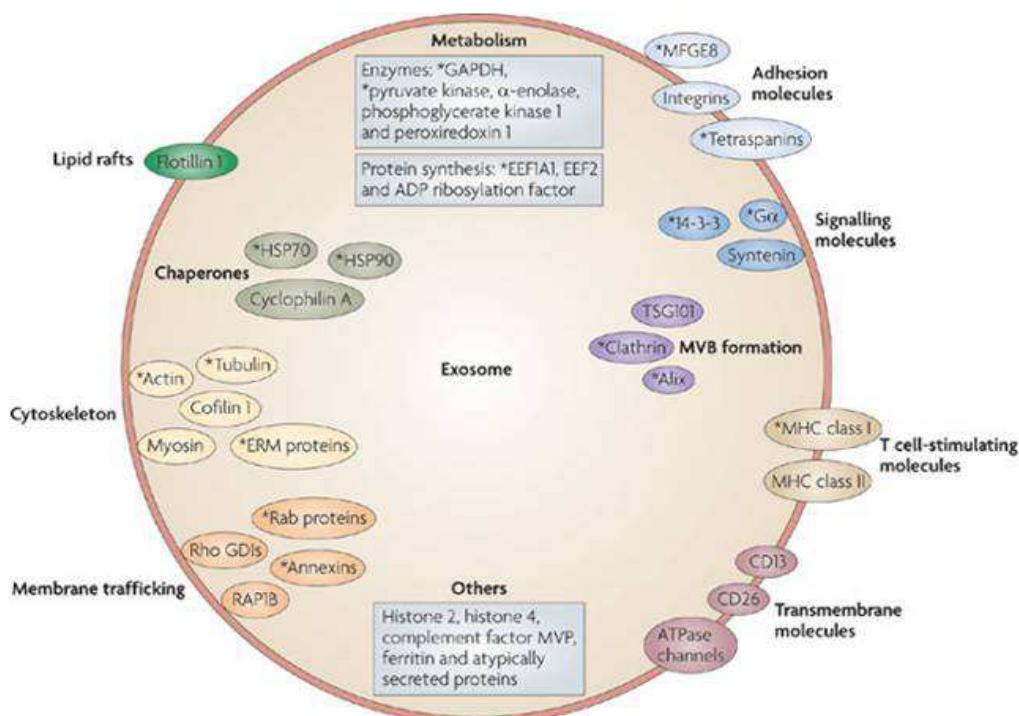 Metabolism
Enzymes: *GAPDH,
*pyruvate kinase, α-enolase,
phosphoglycerate kinase 1
and peroxiredoxin 1
Protein synthesis: *EEF1A1, EEF2
and ADP ribosylation factor
*MFGE8
Integrins
*Tetraspanins
Adhesion
molecules
Lipid rafts
Flotillin 1
*14-3-3
*Gα
Syntenin
Signalling
molecules
Chaperones
*HSP70
*HSP90
Cyclophilin A
TSG101
*Clathrin
*Alix
MVB formation
Exosome
Cytoskeleton
*Actin
*Tubulin
Cofilin 1
Myosin
*ERM proteins
*MHC class I
MHC class II
T cell-stimulating
molecules
Membrane trafficking
*Rab proteins
Rho GDIs
*Annexins
RAP1B
Others
Histone 2, histone 4,
complement factor MVP,
ferritin and atypically
secreted proteins
CD13
CD26
ATPase
channels
Transmembrane
molecules